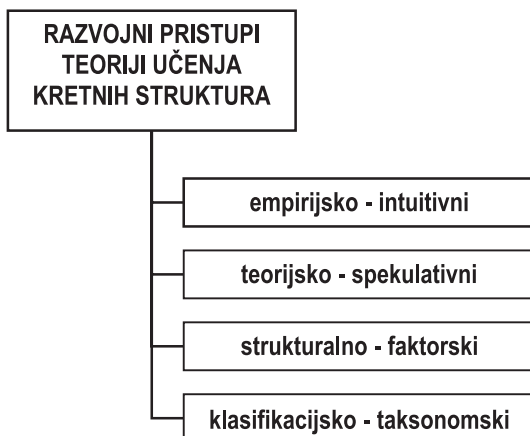 RAZVOJNI PRISTUPI
TEORIJI UČENJA
KRETNIH STRUKTURA
empirijsko - intuitivni
teorijsko - spekulativni
strukturalno - faktorski
klasifikacijsko - taksonomski